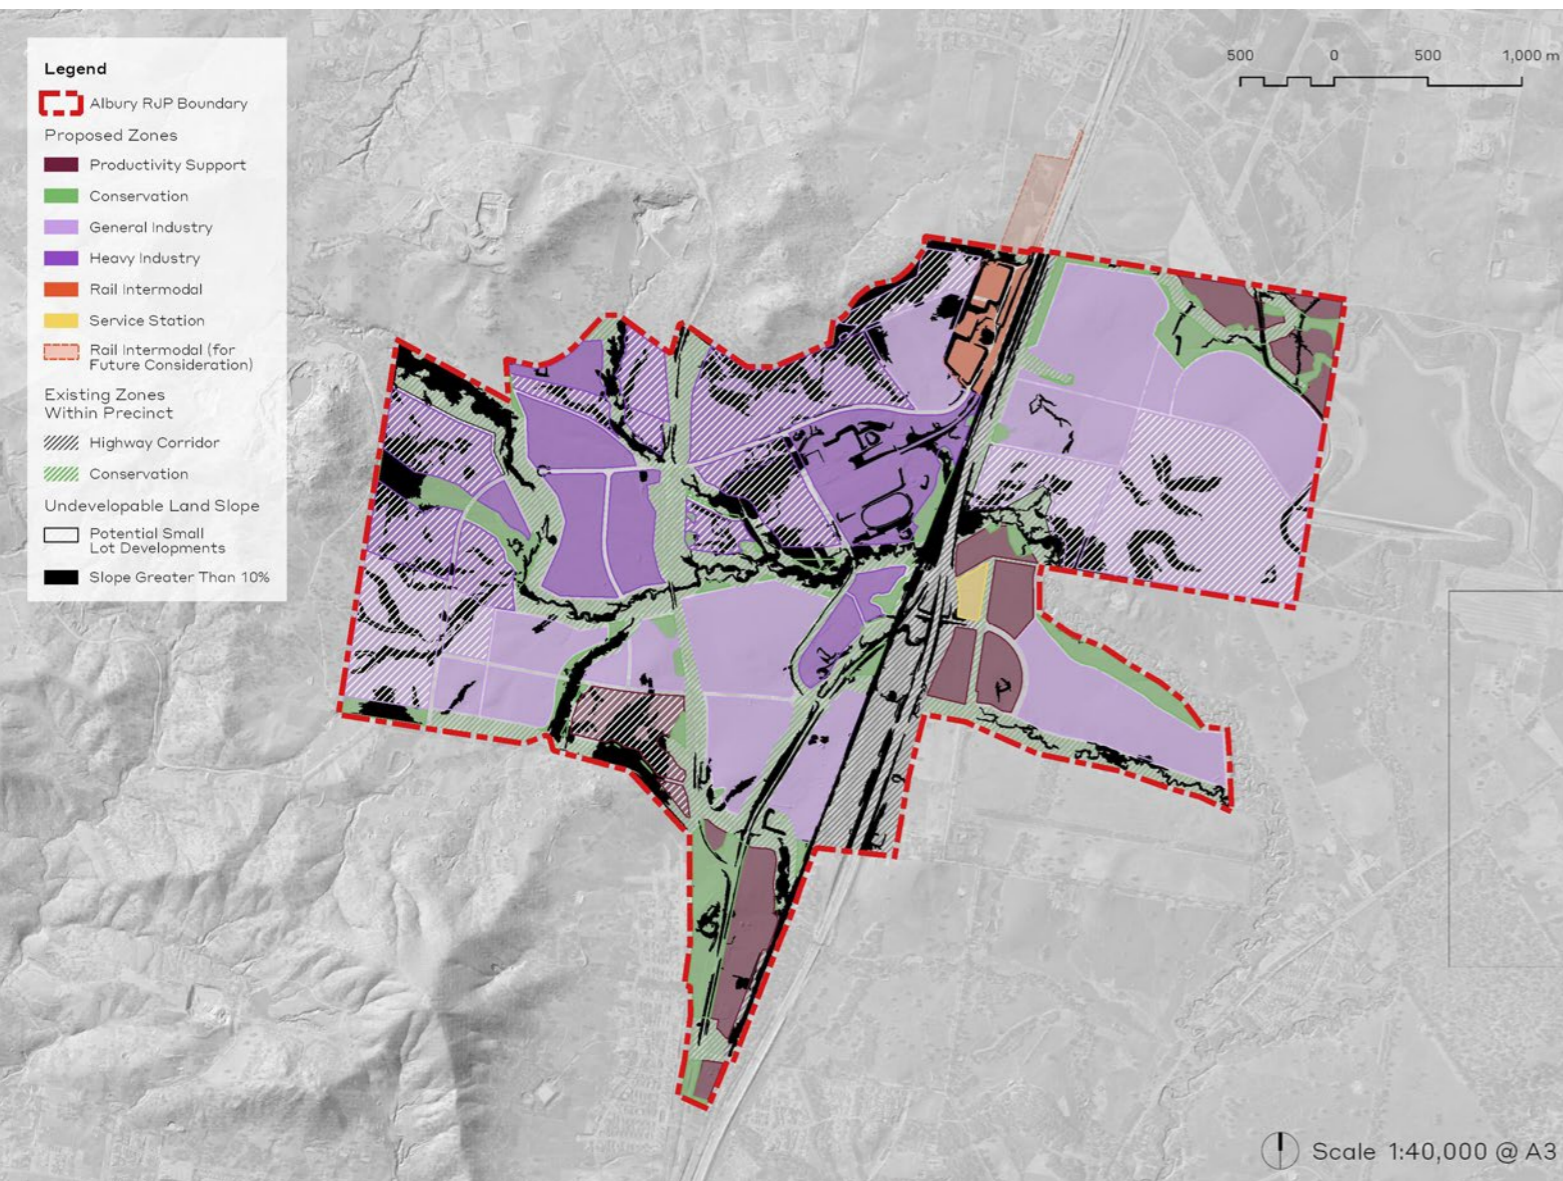 Legend
Albury RJP Boundary
Proposed Zones
Productivity Support
Conservation
General Industry
Heavy Industry
Rail Intermodal
Service Station
Rail Intermodal (for
Future Consideration)
Existing Zones
Within Precinct
Highway Corridor
Conservation
Undevelopable Land Slope
Potential Small
Lot Developments
Slope Greater Than 10%
500 0 500 1,000 m
Scale 1:40,000 @ A3